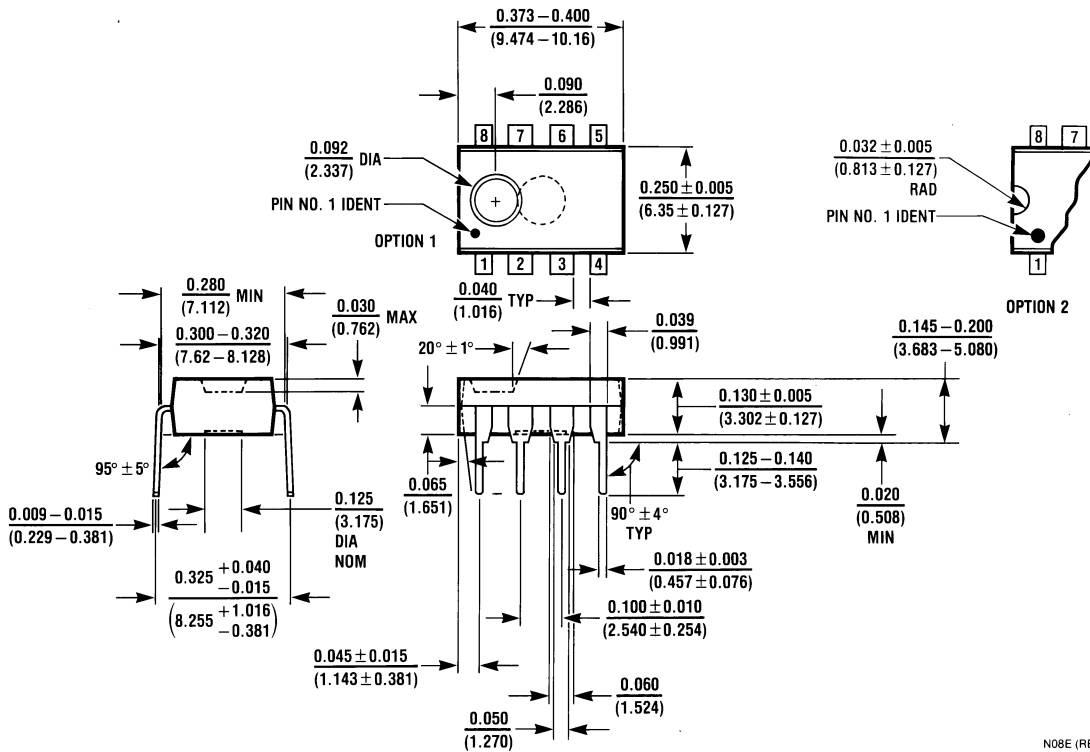 0.373 – 0.400
(9.474 – 10.16)
0.090
(2.286)
8 7 6 5
0.092 DIA
(2.337)
PIN NO. 1 IDENT
OPTION 1
1 2 3 4
0.250 ± 0.005
(6.35 ± 0.127)
0.032 ± 0.005
(0.813 ± 0.127)
RAD
PIN NO. 1 IDENT
8 7
1
OPTION 2
0.280 MIN
(7.112)
0.300 – 0.320
(7.62 – 8.128)
0.030 MAX
(0.762)
0.040 TYP
(1.016)
0.039
(0.991)
0.145 – 0.200
(3.683 – 5.080)
20° ± 1°
0.130 ± 0.005
(3.302 ± 0.127)
95° ± 5°
0.065
(1.651)
0.125 – 0.140
(3.175 – 3.556)
90° ± 4°
TYP
0.020
(0.508)
MIN
0.009 – 0.015
(0.229 – 0.381)
0.125
(3.175)
DIA
NOM
0.018 ± 0.003
(0.457 ± 0.076)
0.325 +0.040
–0.015
(8.255 +1.016
–0.381)
0.100 ± 0.010
(2.540 ± 0.254)
0.045 ± 0.015
(1.143 ± 0.381)
0.060
(1.524)
0.050
(1.270)
N08E (RE